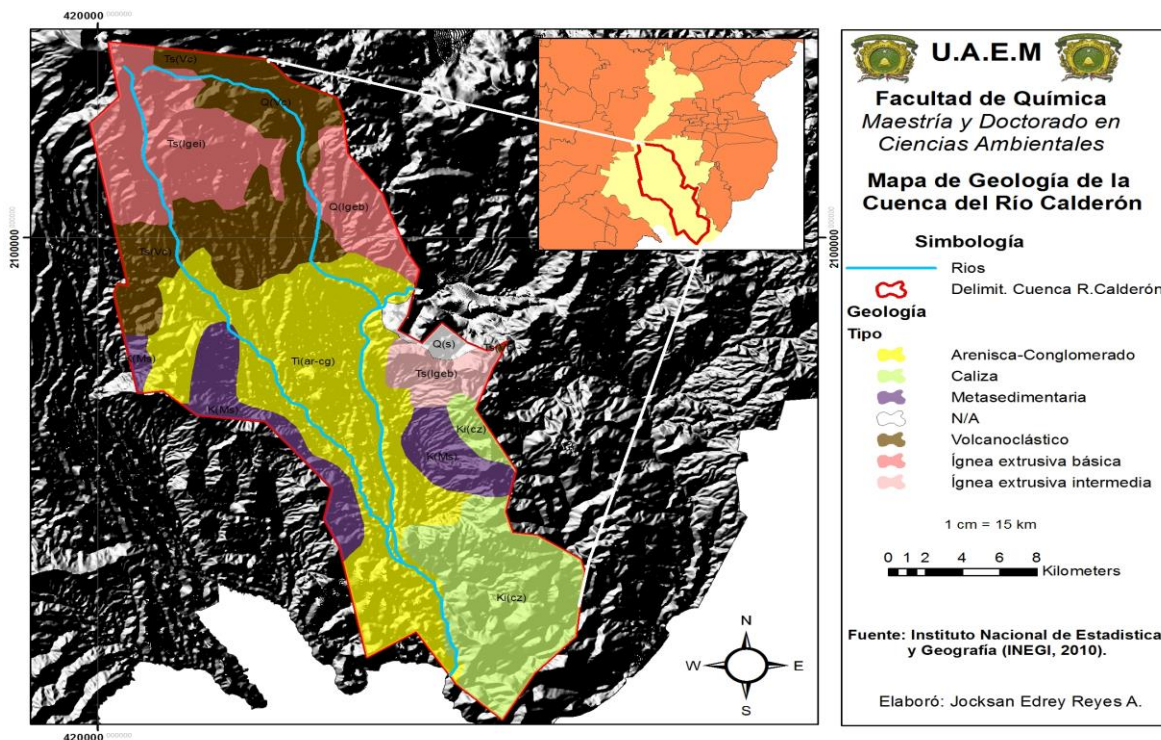 420000
Ts(Vc)
Q(Vc)
Ts(Igei)
Q(Igeb)
2100000
2100000
Ts(Vc)
Q(s)
Ti(ar-cg)
Ts(Igeb)
K(Ms)
Ki(cz)
K(Ms)
Ki(cz)
N
W
E
S
420000
U.A.E.M
Facultad de Química
Maestría y Doctorado en
Ciencias Ambientales
Mapa de Geología de la
Cuenca del Río Calderón
Simbología
Rios
Delimit. Cuenca R.Calderón
Geología
Tipo
Arenisca-Conglomerado
Caliza
Metasedimentaria
N/A
Volcanoclástico
Ígnea extrusiva básica
Ígnea extrusiva intermedia
1 cm = 15 km
0 1 2 4 6 8
Kilometers
Fuente: Instituto Nacional de Estadistica
y Geografía (INEGI, 2010).
Elaboró: Jocksan Edrey Reyes A.